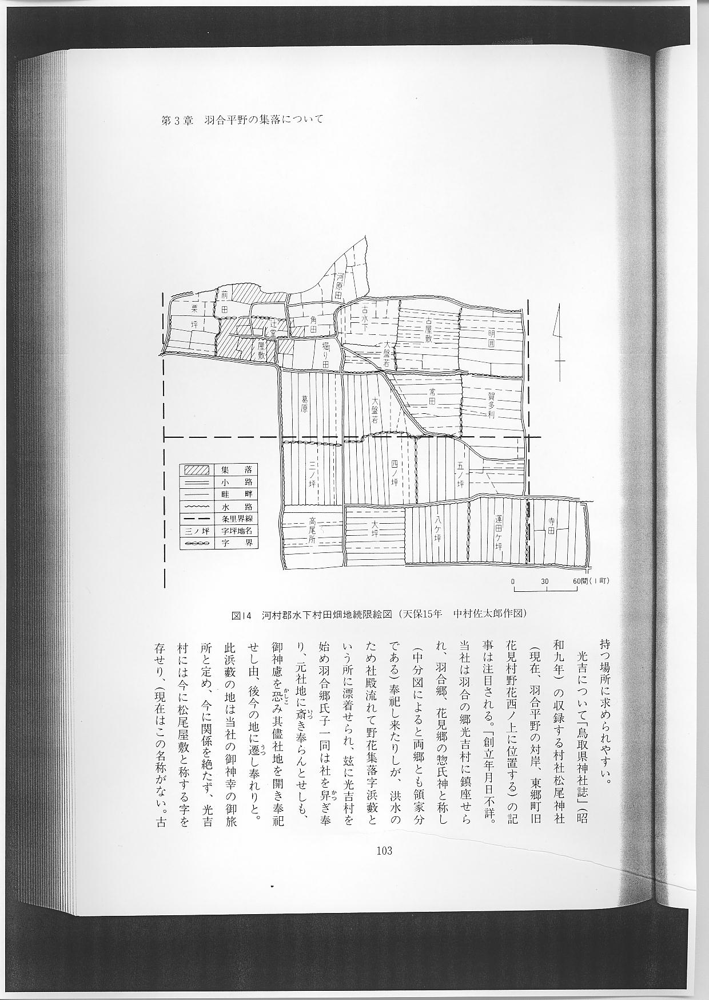 第3章　羽合平野の集落について
河原田
前田
栗坪
辻堂
角田
古水下
古屋敷
明囲
屋敷
堀り田
大盤若
葛原
大盤若
常田
賀多利
三ノ坪
四ノ坪
五ノ坪
高尾所
大坪
八ケ坪
運田ケ坪
寺田
集　落
小　路
畦　畔
水　路
条里界線
三ノ坪　字坪地名
字　界
0　30　60間(1町)
図14　河村郡水下村田畑地続限絵図（天保15年　中村佐太郎作図）
持つ場所に求められやすい。
　光吉について「鳥取県神社誌」（昭
和九年）の収録する村社松尾神社
（現在、羽合平野の対岸、東郷町旧
花見村野花西ノ上に位置する）の記
事は注目される。「創立年月日不詳。
当社は羽合の郷光吉村に鎮座せら
れ、羽合郷、花見郷の惣氏神と称し
（中分図によると両郷とも領家分
である）奉祀し来たりしが、洪水の
ため社殿流れて野花集落字浜藪と
いう所に漂着せられ、玆に光吉村を
始め羽合郷氏子一同は社を舁かつぎ奉
り、元社地に斎いつき奉らんとせしも、
御神慮を恐かしこみ其儘社地を開き奉祀
せし由、後今の地に遷うつし奉れりと。
此浜藪の地は当社の御神幸の御旅
所と定め、今に関係を絶たず、光吉
村には今に松尾屋敷と称する字を
存せり、（現在はこの名称がない。古
103